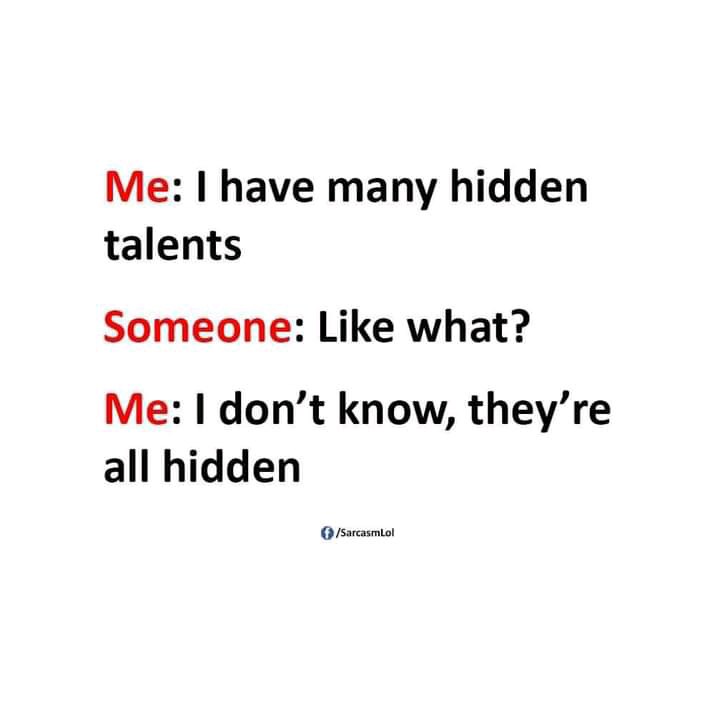 Me: I have many hidden
talents
Someone: Like what?
Me: I don’t know, they’re
all hidden
/SarcasmLol